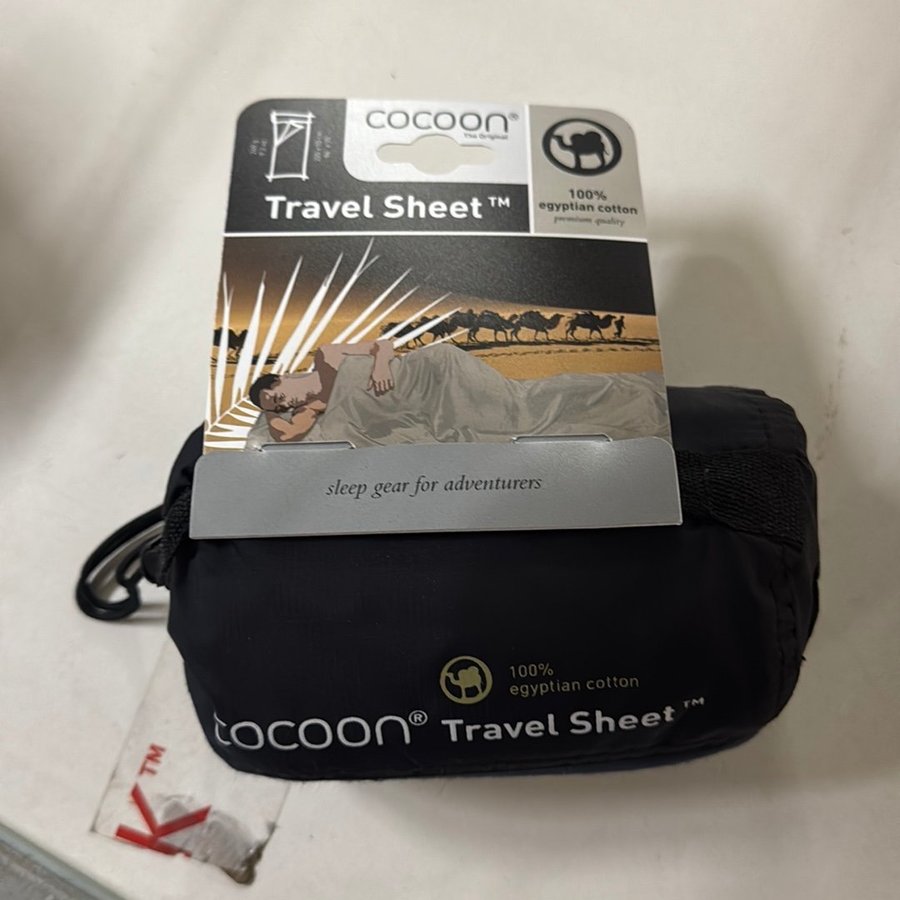 cocoon®
The Original
Travel Sheet™
100%
egyptian cotton
premium quality
sleep gear for adventurers
100%
egyptian cotton
cocoon® Travel Sheet™
K™